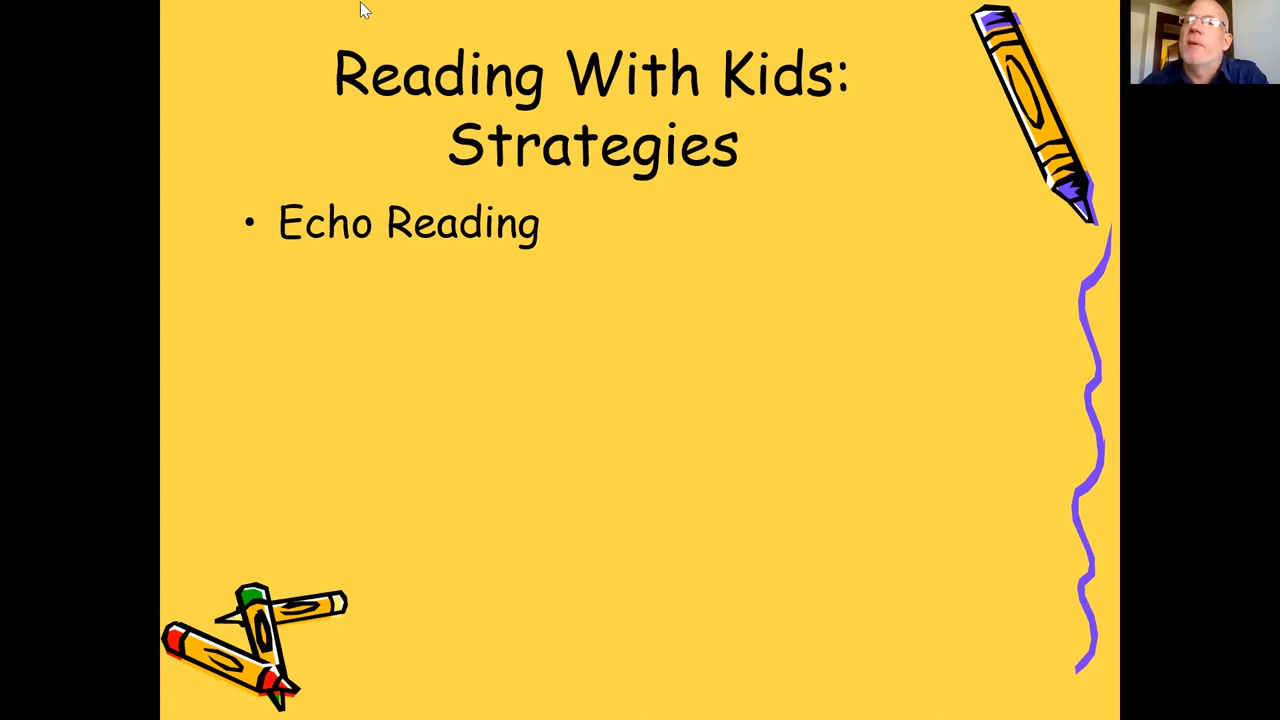 Reading With Kids:
Strategies
• Echo Reading